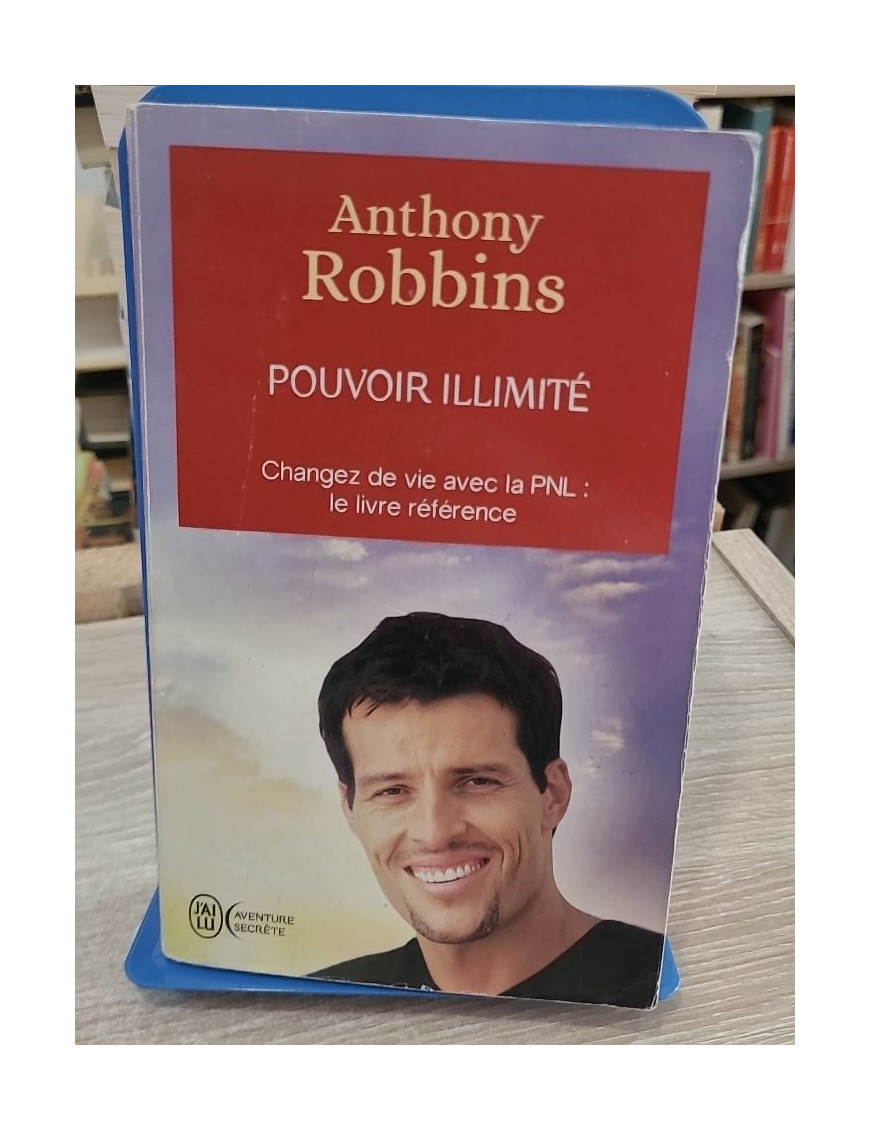 Anthony
Robbins
POUVOIR ILLIMITÉ
Changez de vie avec la PNL :
le livre référence
J'AI
LU
AVENTURE
SECRÈTE